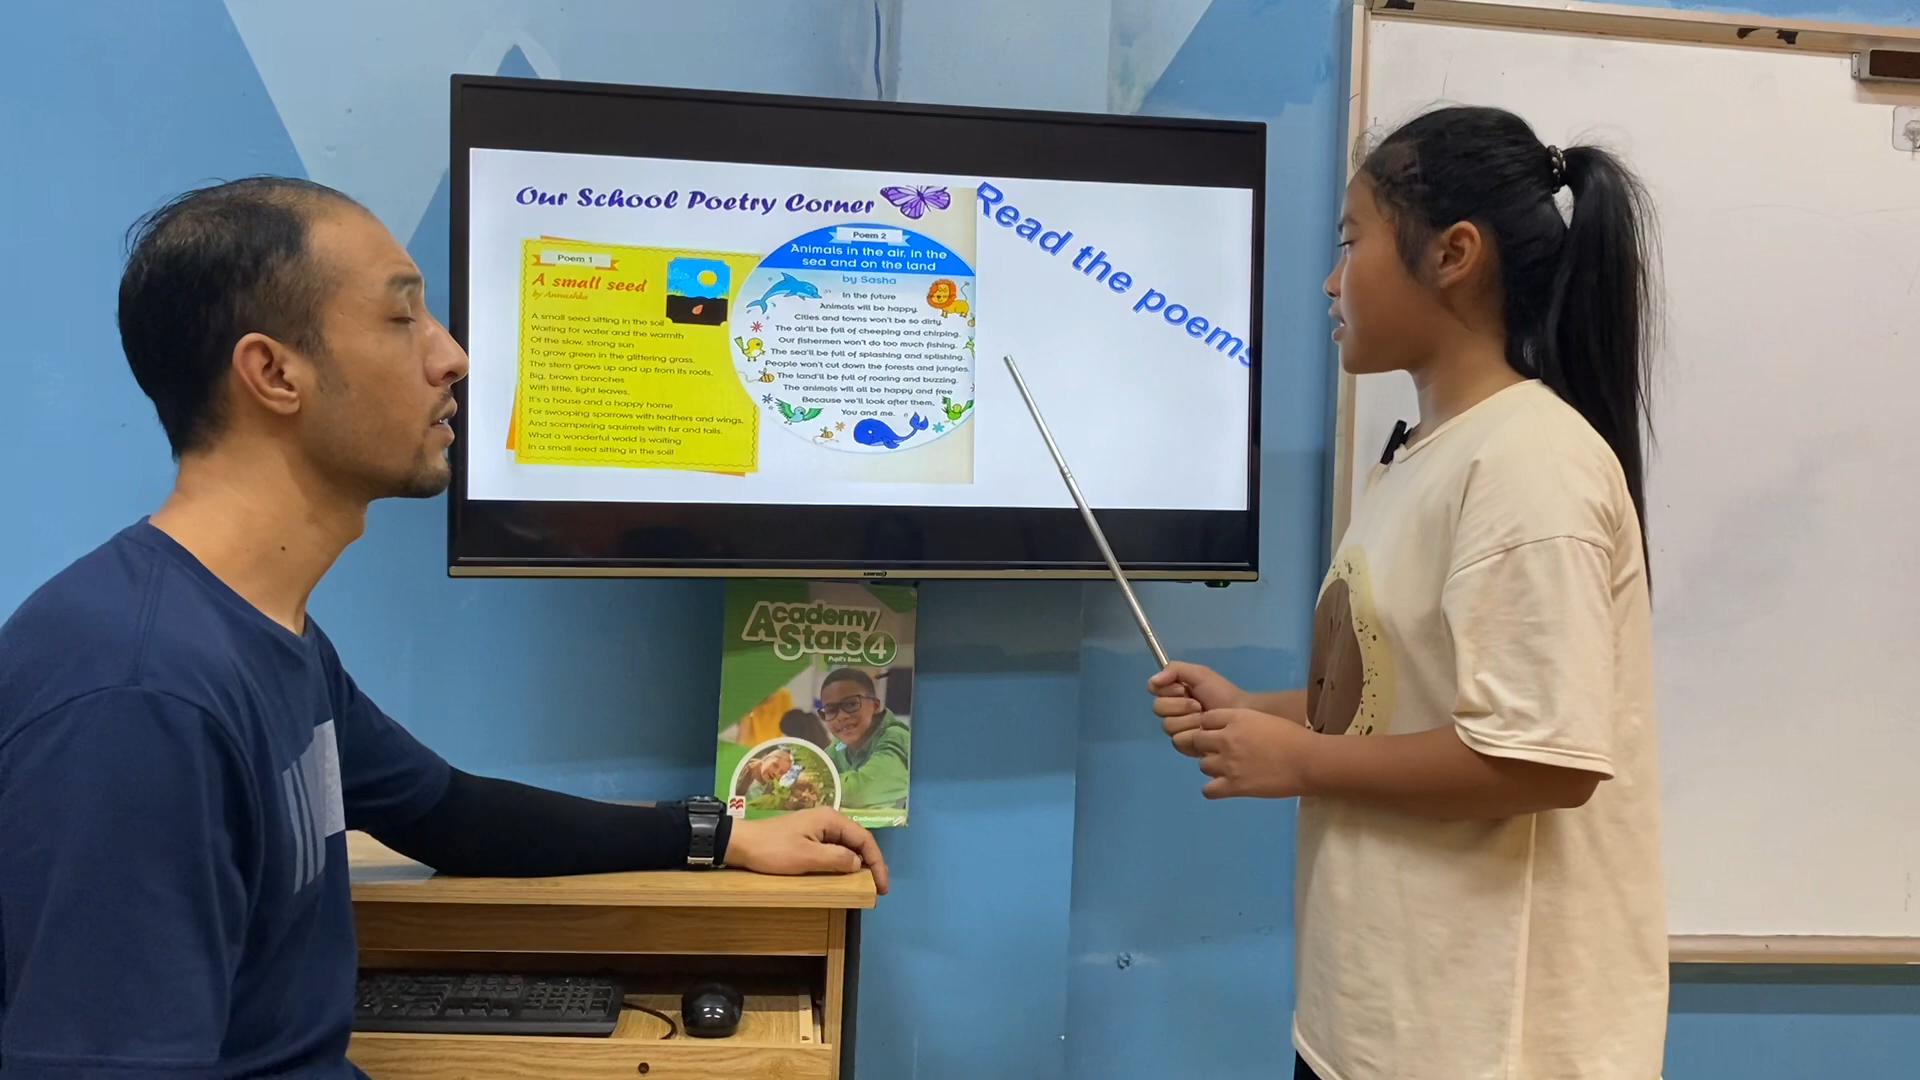 Our School Poetry Corner
Read the poems
Poem 1
A small seed
by Annushka
A small seed sitting in the soil
Waiting for water and the warmth
Of the slow, strong sun
To grow green in the glittering grass.
The stem grows up and up from its roots.
Big, brown branches
With little, light leaves.
It's a house and a happy home
For swooping sparrows with feathers and wings.
And scampering squirrels with fur and tails.
What a wonderful world is waiting
In a small seed sitting in the soil!
Poem 2
Animals in the air, in the
sea and on the land
by Sasha
In the future
Animals will be happy.
Cities and towns won't be so dirty.
The air'll be full of cheeping and chirping.
Our fishermen won't do too much fishing.
The sea'll be full of splashing and splishing.
People won't cut down the forests and jungles.
The land'll be full of roaring and buzzing.
The animals will all be happy and free
Because we'll look after them,
You and me.
Academy
Stars 4
Pupil's Book